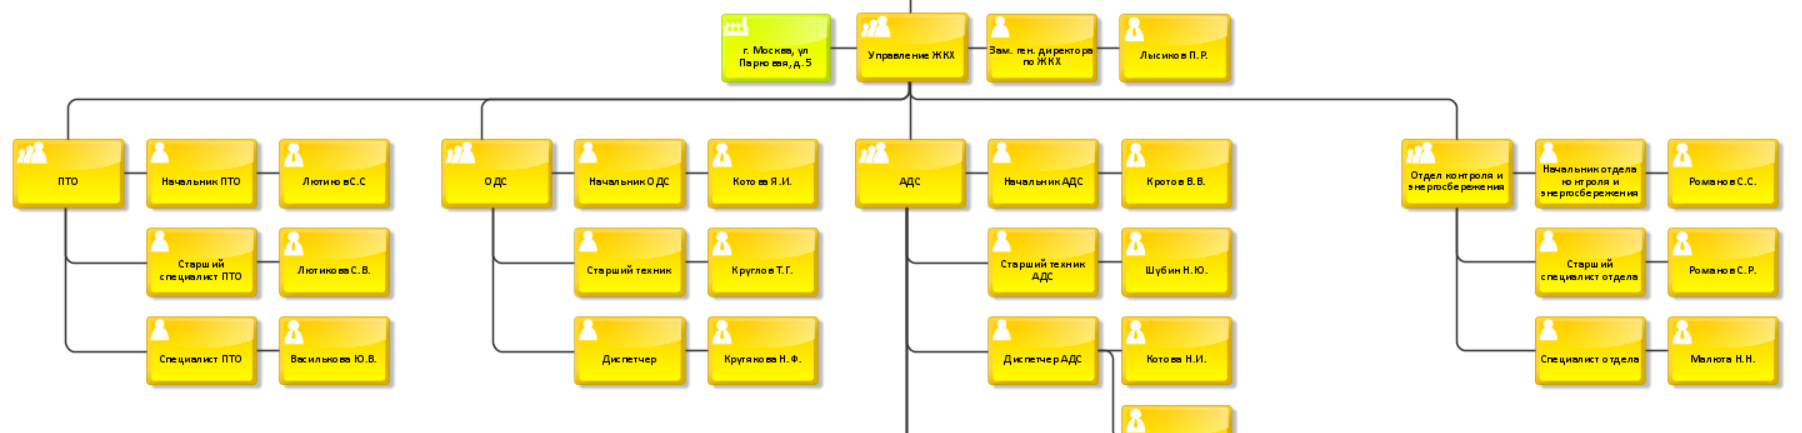 г. Москва, ул
Парковая, д.5
Управление ЖКХ
Зам. ген. директора
по ЖКХ
Лысиков П.Р.
ПТО
Начальник ПТО
Лютиков С.С
ОДС
Начальник ОДС
Котова Я.И.
АДС
Начальник АДС
Кротов В.В.
Отдел контроля и
энергосбережения
Начальник отдела
контроля и
энергосбережения
Романов С.С.
Старший
специалист ПТО
Лютикова С.В.
Старший техник
Круглов Т.Г.
Старший техник
АДС
Шубин Н.Ю.
Старший
специалист отдела
Романов С.Р.
Специалист ПТО
Василькова Ю.В.
Диспетчер
Крутякова Н.Ф.
Диспетчер АДС
Котова Н.И.
Специалист отдела
Малюта Н.Н.